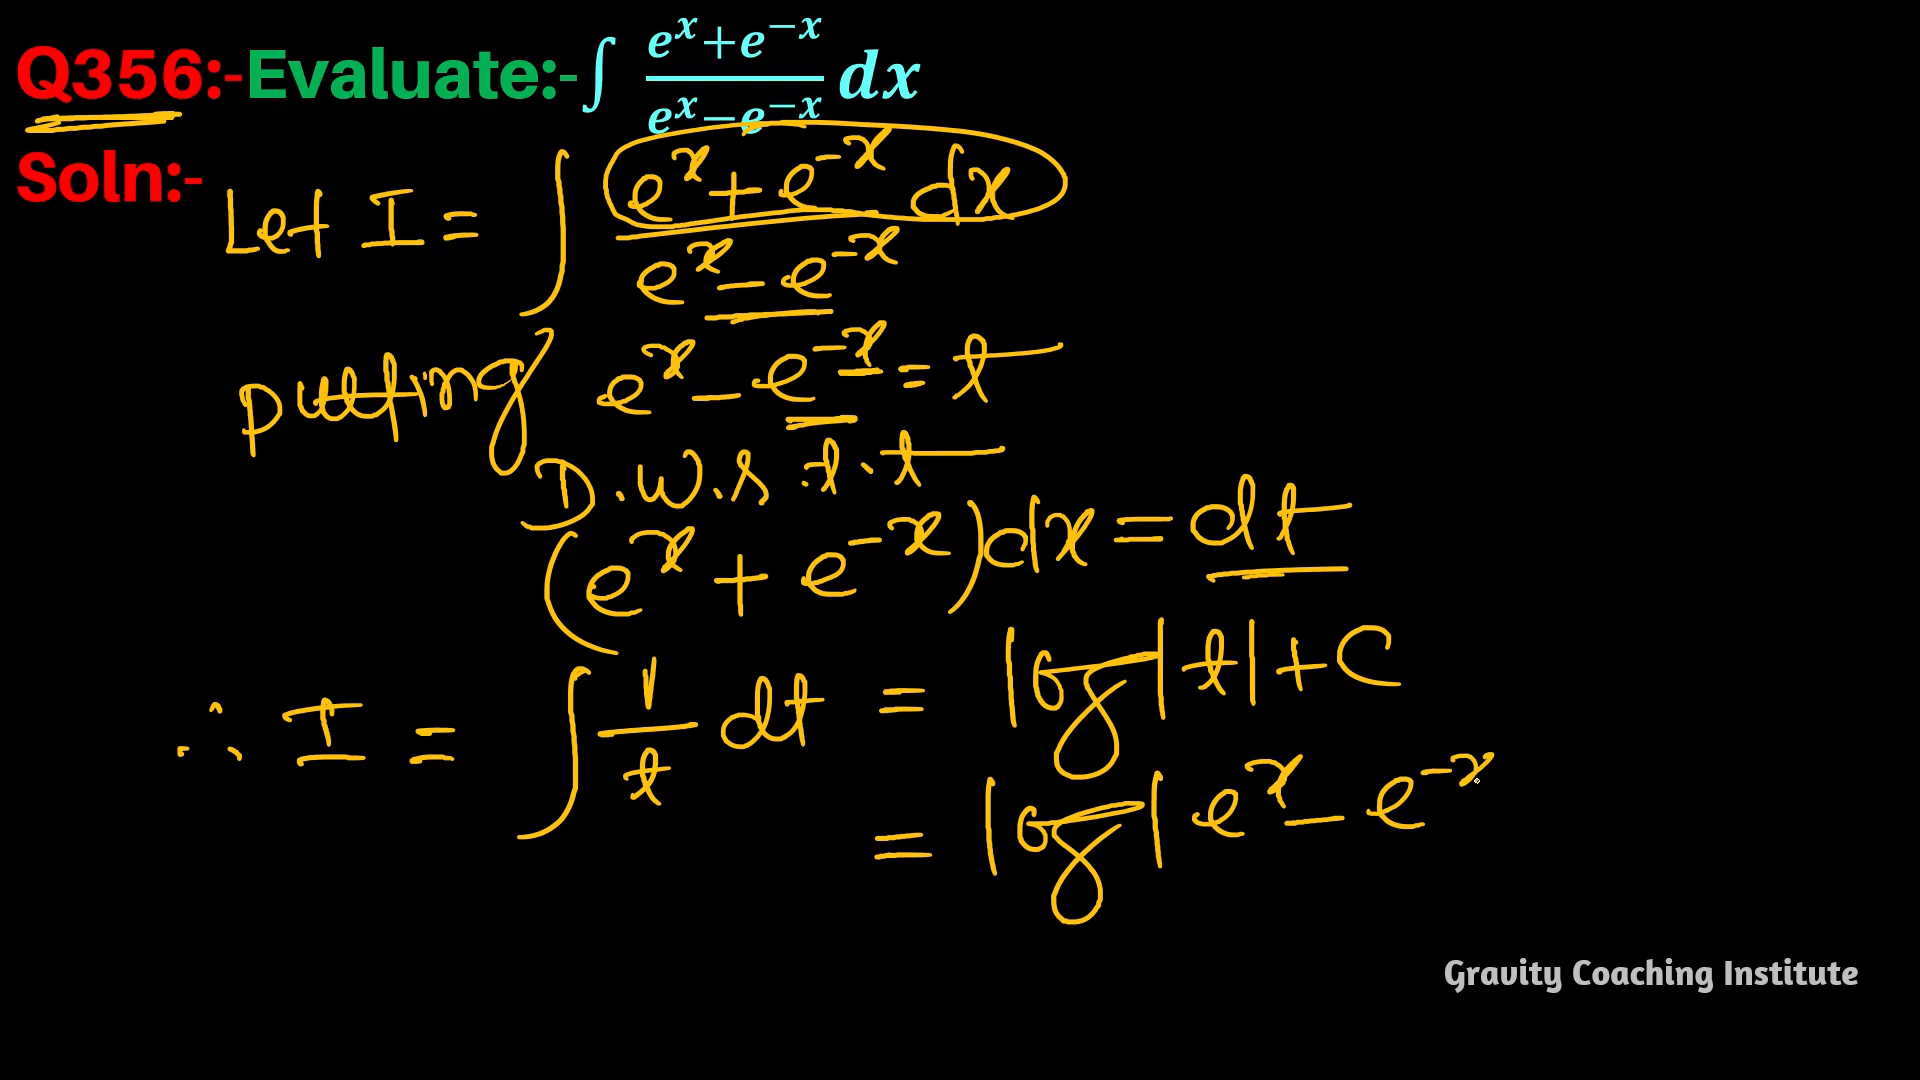 Q356:-Evaluate:-∫ (e^x+e^−x)/(e^x−e^−x) dx
Soln:-
Let I = ∫ (e^x + e^−x dx)/(e^x − e^−x)
putting e^x − e^−x = t
D.w.r.t.t
(e^x + e^−x)dx = dt
∴ I = ∫ 1/t dt = log|t|+C
= log|e^x − e^−x
Gravity Coaching Institute